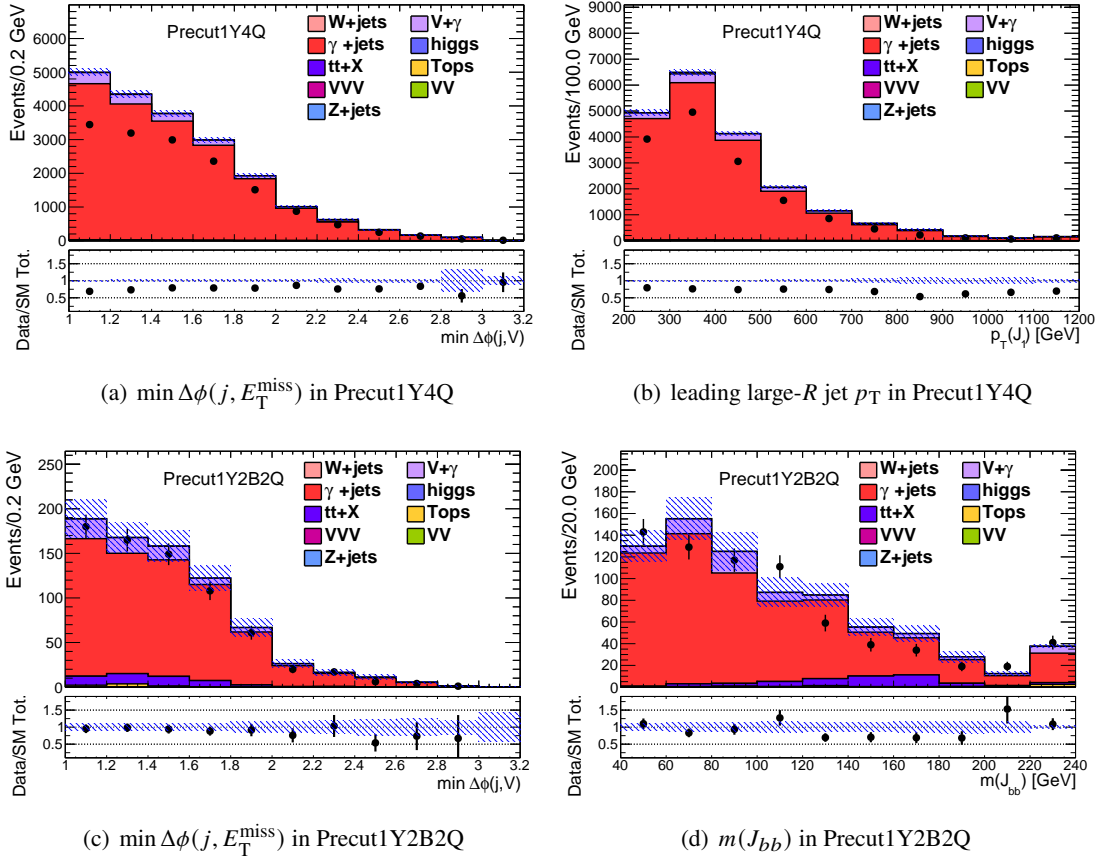 Events/0.2 GeV
6000
5000
4000
3000
2000
1000
0
Precut1Y4Q
W+jets
γ +jets
tt+X
VVV
Z+jets
V+γ
higgs
Tops
VV
Data/SM Tot.
1.5
1
0.5
1 1.2 1.4 1.6 1.8 2 2.2 2.4 2.6 2.8 3 3.2
min Δϕ(j,V)
Events/100.0 GeV
9000
8000
7000
6000
5000
4000
3000
2000
1000
0
Precut1Y4Q
W+jets
γ +jets
tt+X
VVV
Z+jets
V+γ
higgs
Tops
VV
Data/SM Tot.
1.5
1
0.5
200 300 400 500 600 700 800 900 1000 1100 1200
p_T(J_1) [GeV]
(a) min Δϕ(j, E_T^miss) in Precut1Y4Q
(b) leading large-R jet p_T in Precut1Y4Q
Events/0.2 GeV
250
200
150
100
50
0
Precut1Y2B2Q
W+jets
γ +jets
tt+X
VVV
Z+jets
V+γ
higgs
Tops
VV
Data/SM Tot.
1.5
1
0.5
1 1.2 1.4 1.6 1.8 2 2.2 2.4 2.6 2.8 3 3.2
min Δϕ(j,V)
Events/20.0 GeV
200
180
160
140
120
100
80
60
40
20
0
Precut1Y2B2Q
W+jets
γ +jets
tt+X
VVV
Z+jets
V+γ
higgs
Tops
VV
Data/SM Tot.
1.5
1
0.5
40 60 80 100 120 140 160 180 200 220 240
m(J_bb) [GeV]
(c) min Δϕ(j, E_T^miss) in Precut1Y2B2Q
(d) m(J_bb) in Precut1Y2B2Q